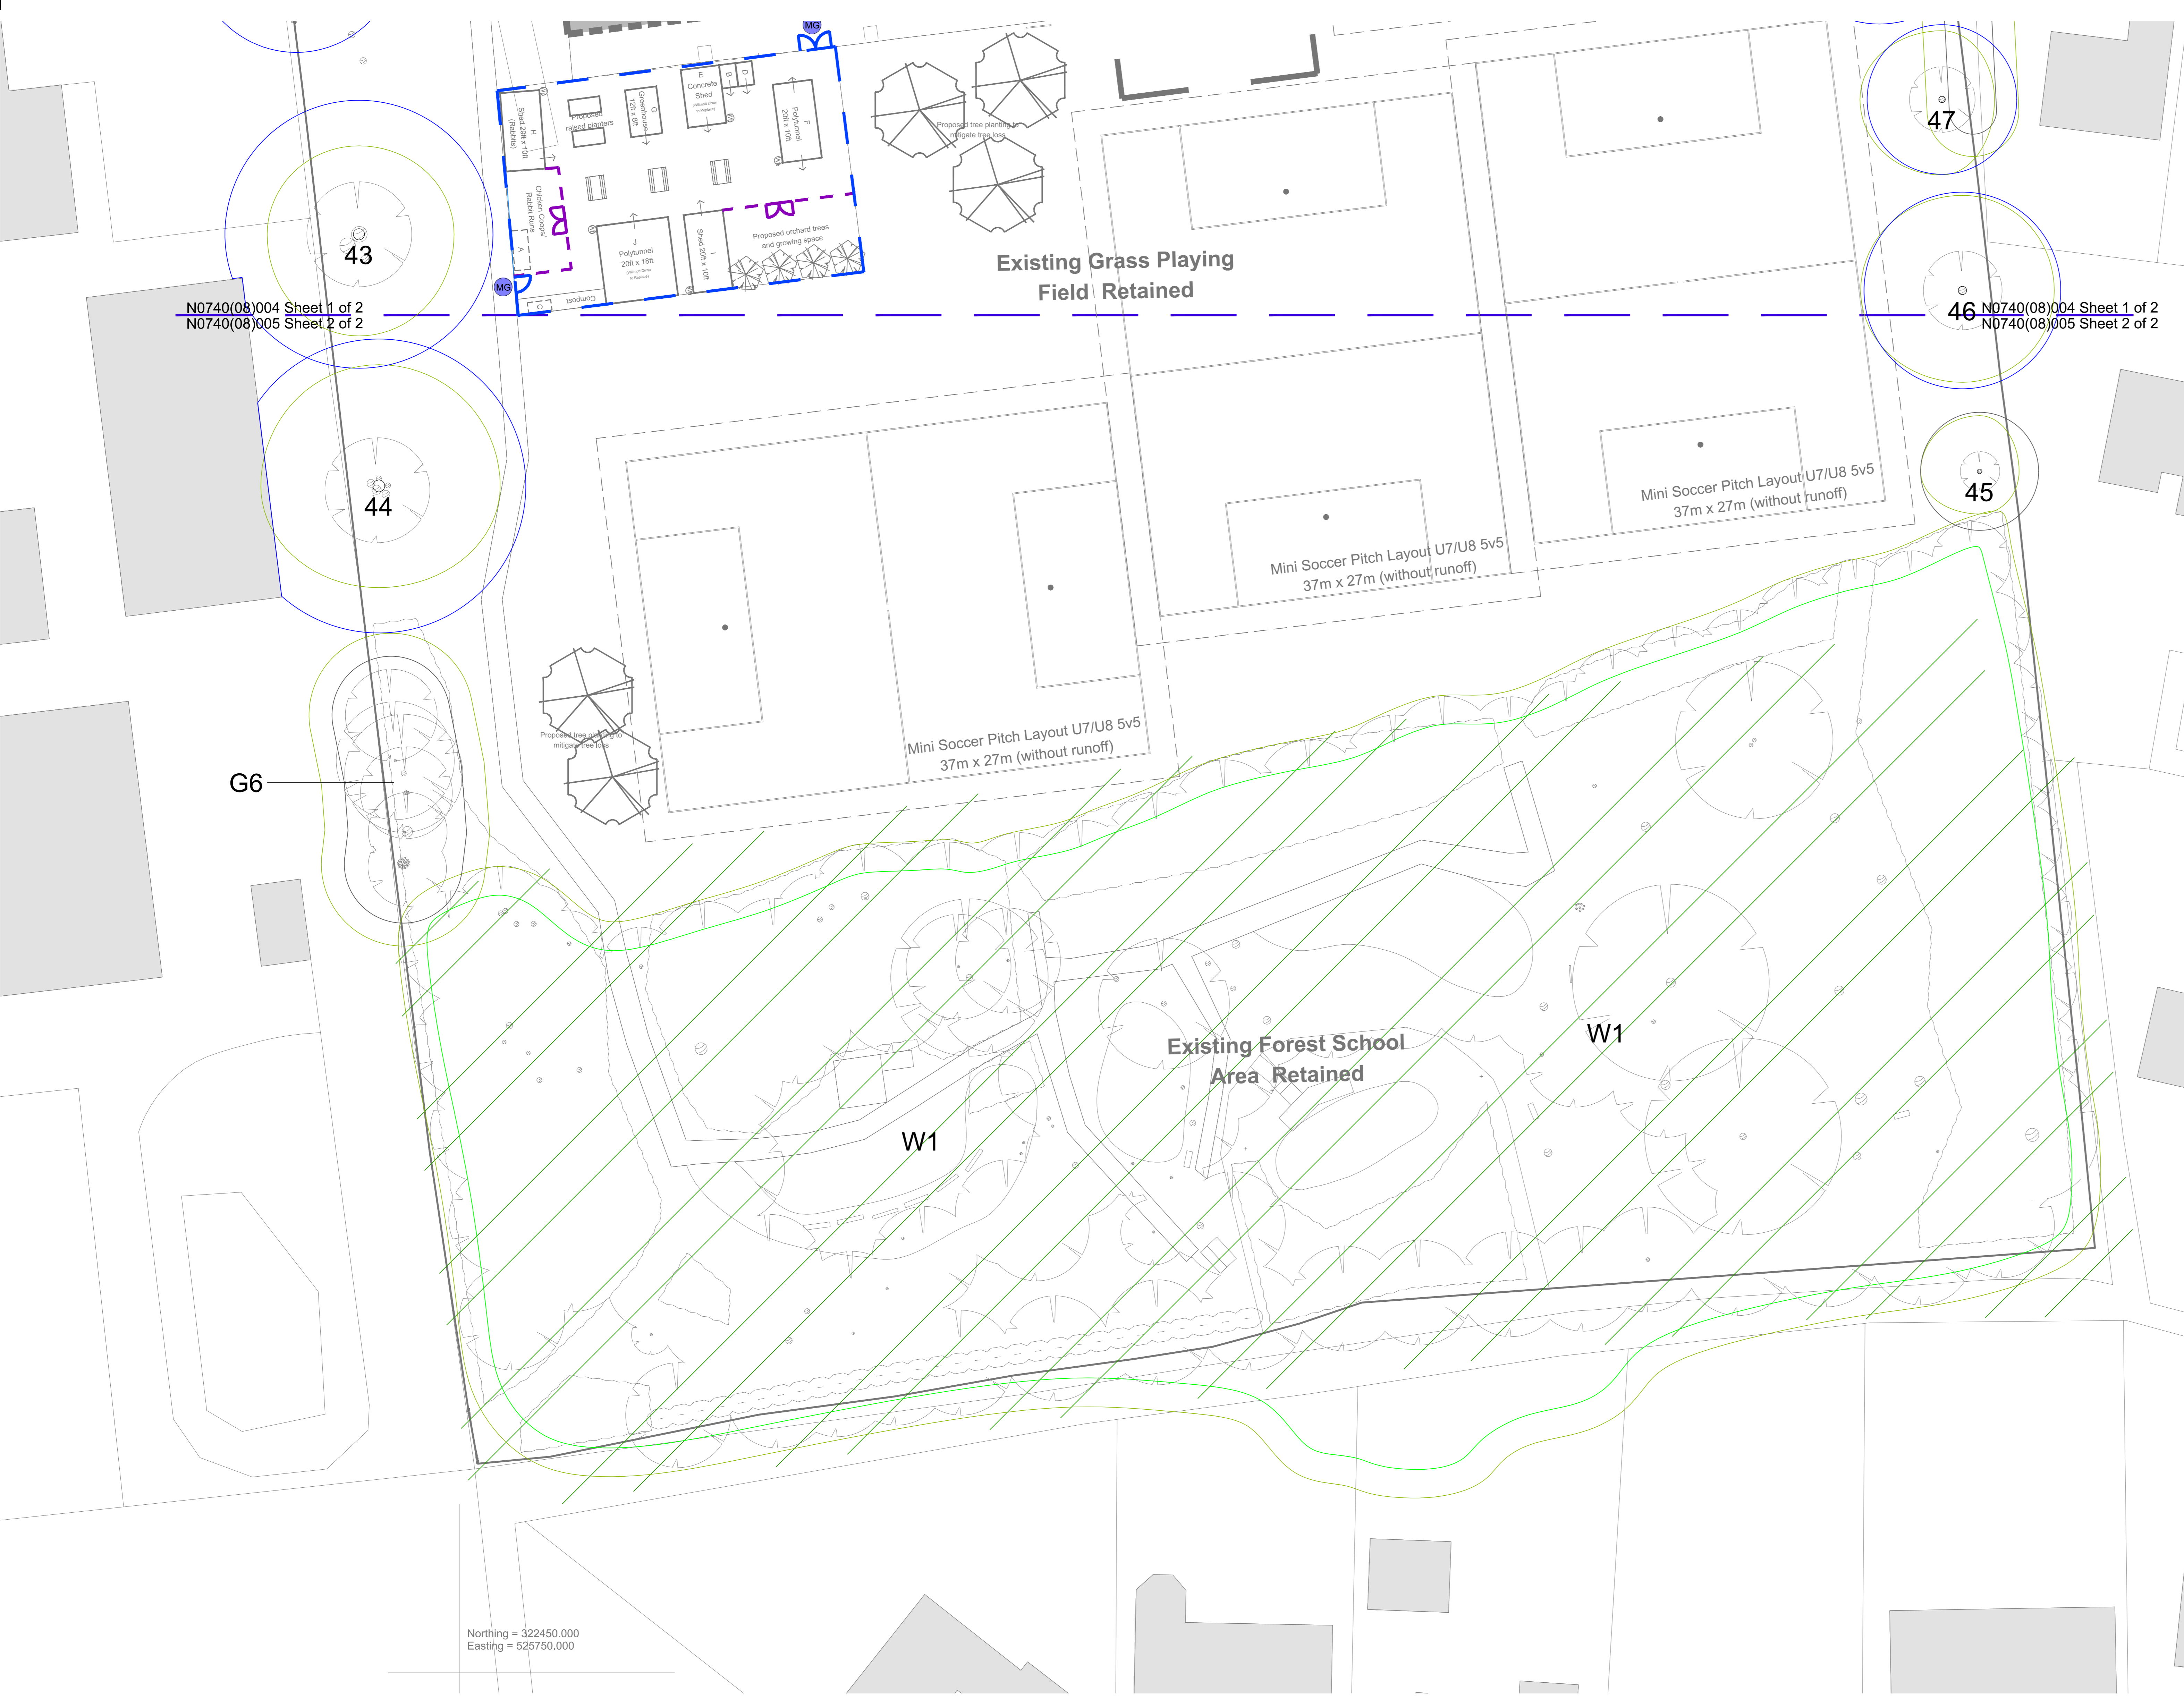 MG
E
Concrete
Shed
B
D
F
Polytunnel
20ft x 10ft
G
Greenhouse
12ft x 8ft
H
Shed 20ft x 10ft
(Rabbits)
Proposed
raised planters
Chicken Coops/
Rabbit Runs
A
J
Polytunnel
20ft x 18ft
I
Shed 20ft x 10ft
Proposed orchard trees
and growing space
Compost
C
MG
Proposed tree planting to
mitigate tree loss
47
43
Existing Grass Playing
Field Retained
N0740(08)004 Sheet 1 of 2
N0740(08)005 Sheet 2 of 2
46
N0740(08)004 Sheet 1 of 2
N0740(08)005 Sheet 2 of 2
44
45
Mini Soccer Pitch Layout U7/U8 5v5
37m x 27m (without runoff)
Mini Soccer Pitch Layout U7/U8 5v5
37m x 27m (without runoff)
Mini Soccer Pitch Layout U7/U8 5v5
37m x 27m (without runoff)
Proposed tree planting to
mitigate tree loss
G6
Existing Forest School
Area Retained
W1
W1
Northing = 322450.000
Easting = 525750.000